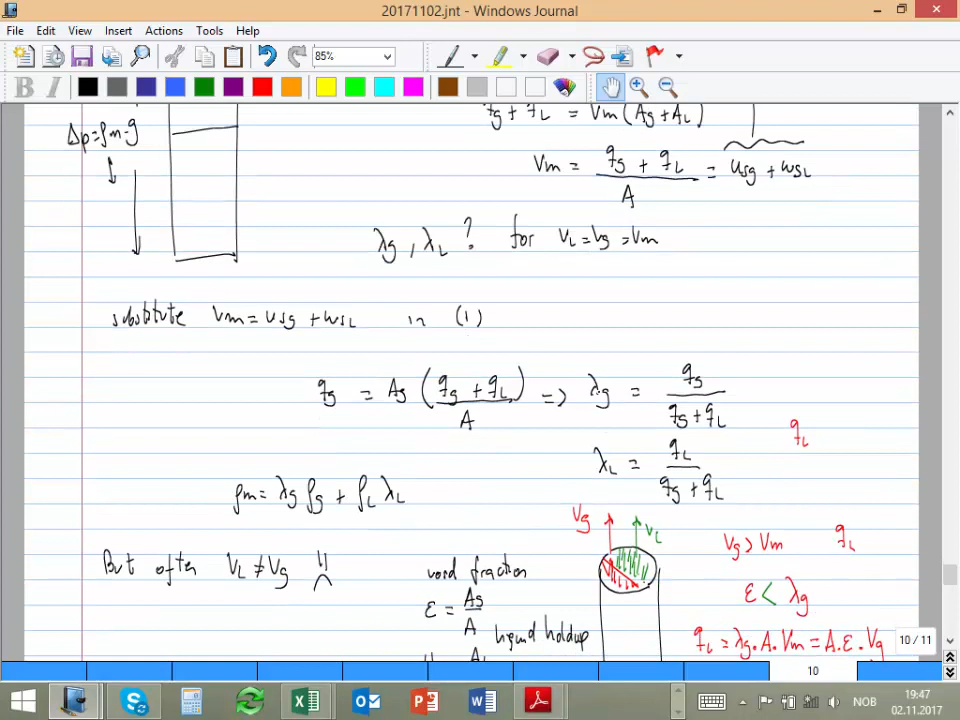 20171102.jnt - Windows Journal
File Edit View Insert Actions Tools Help
85%
B I
Δp=ρm·g
qg + qL = Vm (Ag + AL)
Vm = qg + qL / A = usg + usL
λg , λL ? for VL = Vg = Vm
substitute Vm = usg + usL in (1)
qg = Ag ( qg + qL / A ) => λg = qg / qg + qL
qL
λL = qL / qg + qL
ρm = λg ρg + ρL λL
Vg
VL
Vg > Vm
qL
But often VL ≠ Vg
void fraction
ε = Ag / A
ε < λg
liquid holdup
qL = λg . A . Vm = A . ε . Vg
10 / 11
10
NOB
19:47
02.11.2017